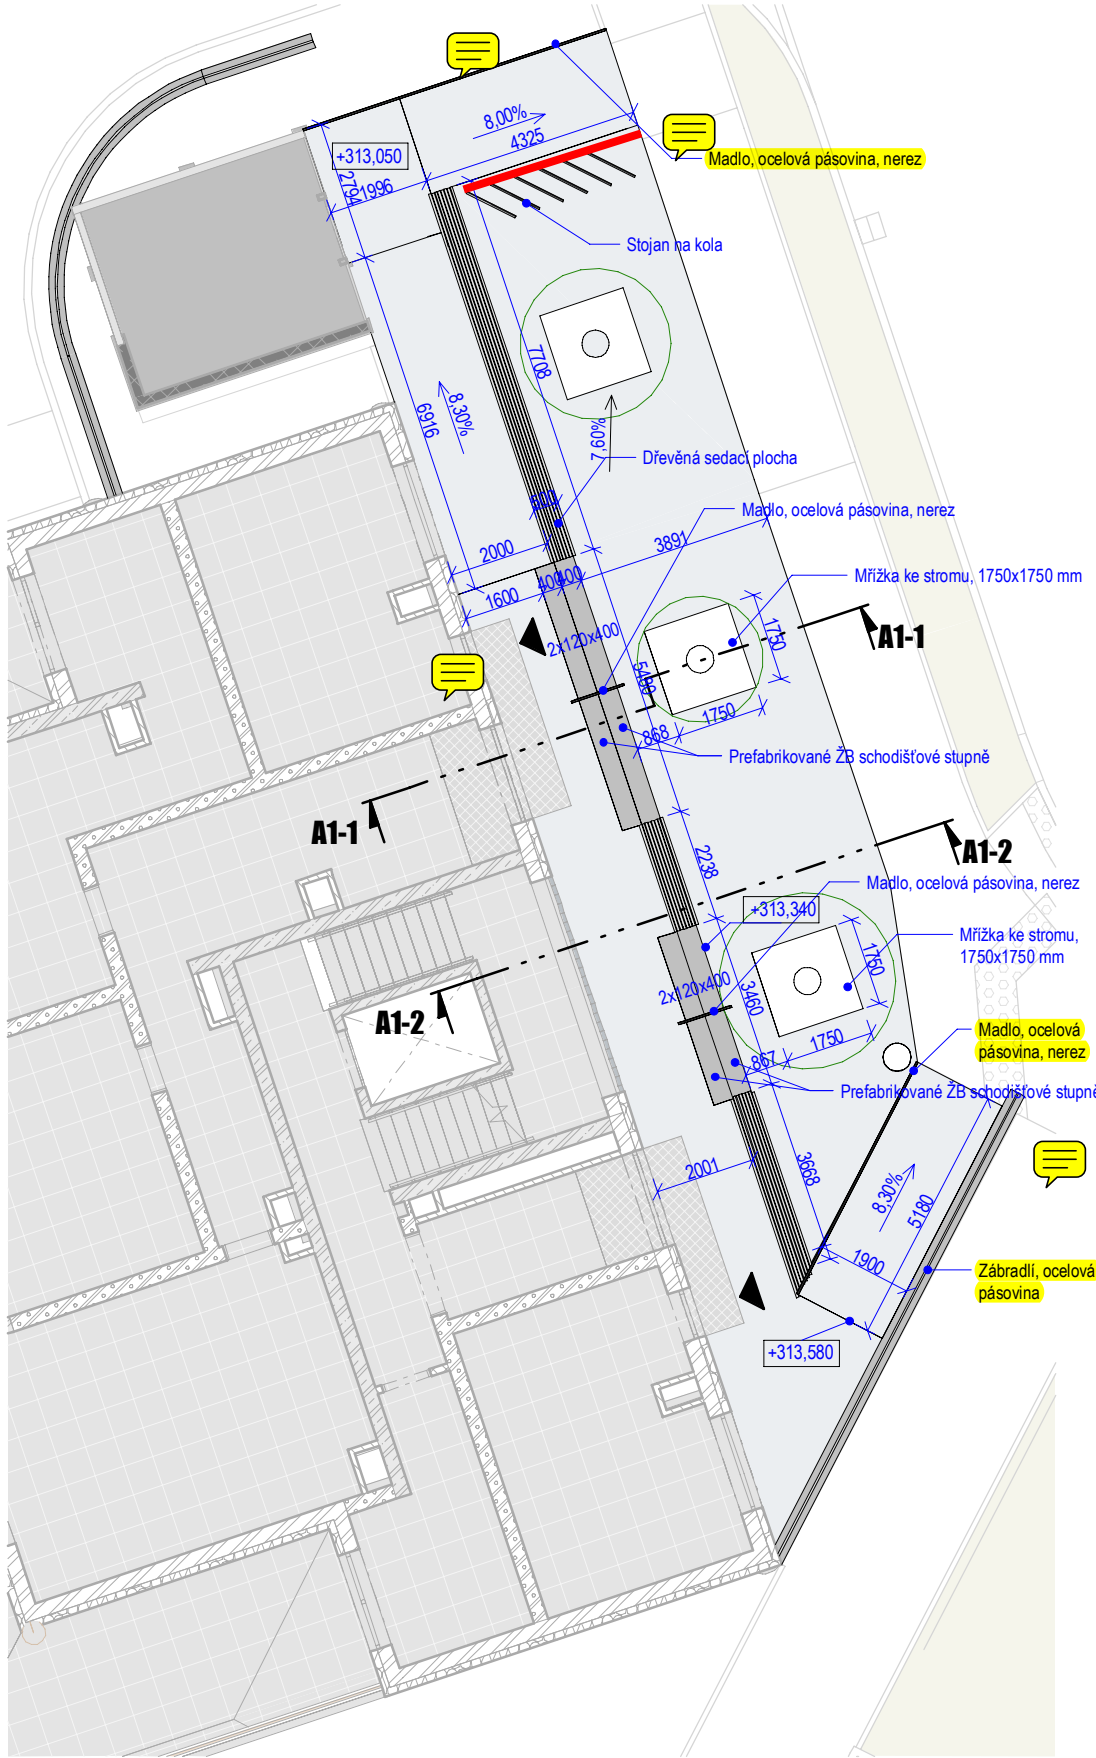 8,00%
4325
+313,050
2794
1996
Madlo, ocelová pásovina, nerez
Stojan na kola
7708
6916
8,30%
7,60%
Dřevěná sedací plocha
500
Madlo, ocelová pásovina, nerez
2000
3891
1600
400
400
Mřížka ke stromu, 1750x1750 mm
2x120x400
1750
A1-1
5480
1750
868
Prefabrikované ŽB schodišťové stupně
A1-1
2238
A1-2
Madlo, ocelová pásovina, nerez
+313,340
Mřížka ke stromu,
1750x1750 mm
1750
2x120x400
3460
A1-2
1750
867
Madlo, ocelová
pásovina, nerez
Prefabrikované ŽB schodišťové stupně
2001
3668
8,30%
5180
1900
Zábradlí, ocelová
pásovina
+313,580